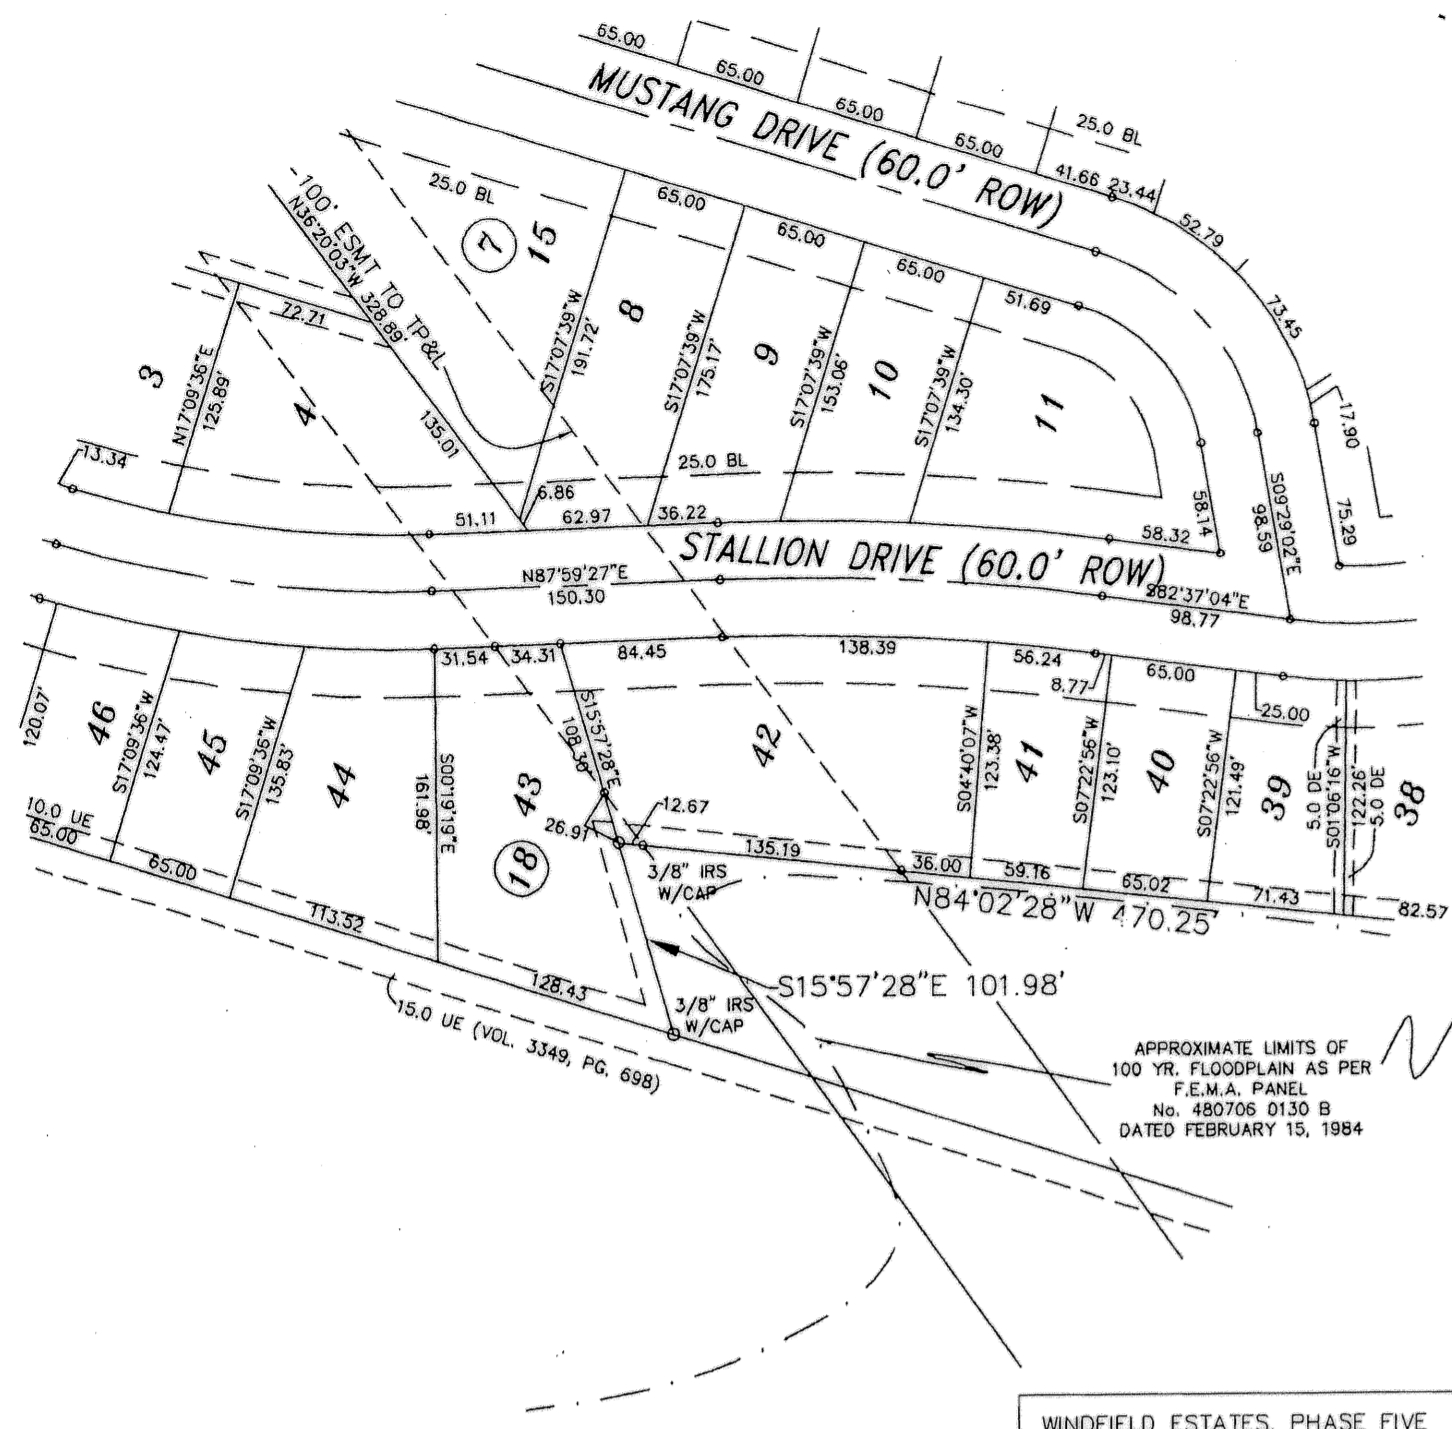 65.00
65.00
65.00
65.00
25.0 BL
41.66
23.44
52.79
73.45
17.90
75.29
MUSTANG DRIVE (60.0' ROW)
25.0 BL
65.00
65.00
65.00
51.69
100' ESMT TO TP&L
N36°20'03"W 328.89'
7
15
8
9
10
11
S17°07'39"W
191.72'
S17°07'39"W
175.17'
S17°07'39"W
153.06'
S17°07'39"W
134.30'
72.71
3
N17°09'36"E
125.89'
4
135.01
13.34
25.0 BL
6.86
51.11
62.97
36.22
58.32
58.14
S09°29'02"E
98.59
STALLION DRIVE (60.0' ROW)
N87°59'27"E
150.30
S82°37'04"E
98.77
31.54
34.31
84.45
138.39
56.24
8.77
65.00
25.00
120.07'
46
S17°09'36"W
124.47'
45
S17°09'36"W
135.83'
44
S00°19'19"E
161.98'
43
18
S15°57'28"E
108.30'
42
S04°40'07"W
123.38'
41
S07°22'56"W
123.10'
40
S07°22'56"W
121.49'
39
5.0 DE
S01°06'16"W
122.26'
5.0 DE
38
10.0 UE
65.00
65.00
113.52
128.43
26.91
12.67
135.19
36.00
59.16
65.02
71.43
82.57
3/8" IRS
W/CAP
N84°02'28"W 470.25'
S15°57'28"E 101.98'
3/8" IRS
W/CAP
15.0 UE (VOL. 3349, PG. 698)
APPROXIMATE LIMITS OF
100 YR. FLOODPLAIN AS PER
F.E.M.A. PANEL
No. 480706 0130 B
DATED FEBRUARY 15, 1984
WINDFIELD ESTATES, PHASE FIVE